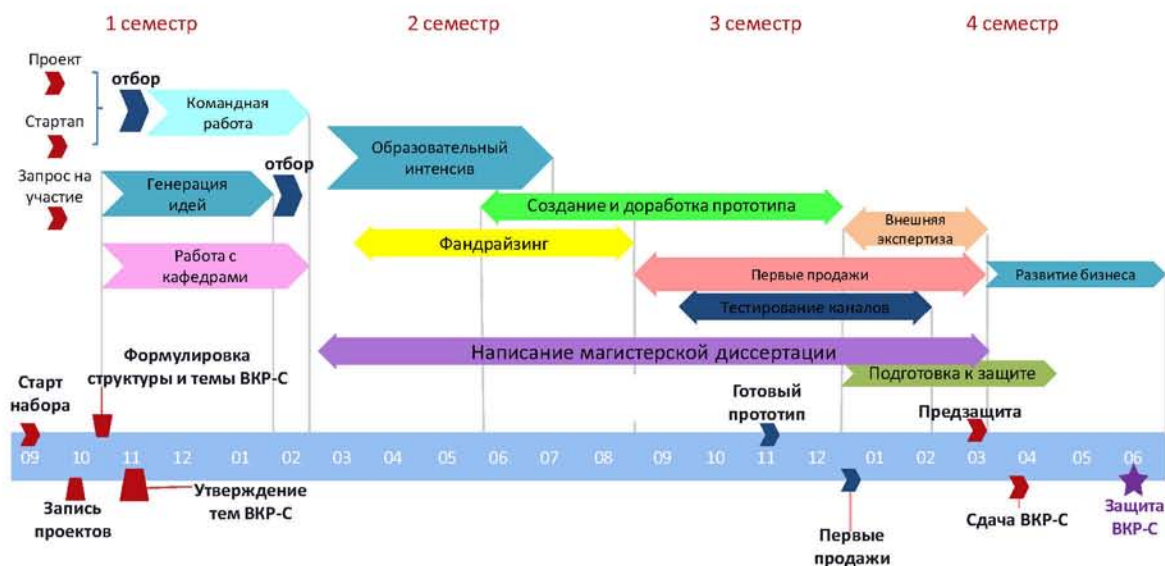 1 семестр
2 семестр
3 семестр
4 семестр
Проект
отбор
Командная
работа
Стартап
Образовательный
интенсив
Запрос на
участие
Генерация
идей
отбор
Создание и доработка прототипа
Внешняя
экспертиза
Фандрайзинг
Работа с
кафедрами
Первые продажи
Развитие бизнеса
Тестирование каналов
Написание магистерской диссертации
Формулировка
структуры и темы ВКР-С
Подготовка к защите
Старт
набора
Готовый
прототип
Предзащита
09 10 11 12 01 02 03 04 05 06 07 08 09 10 11 12 01 02 03 04 05 06
Запись
проектов
Утверждение
тем ВКР-С
Первые
продажи
Сдача ВКР-С
Защита
ВКР-С